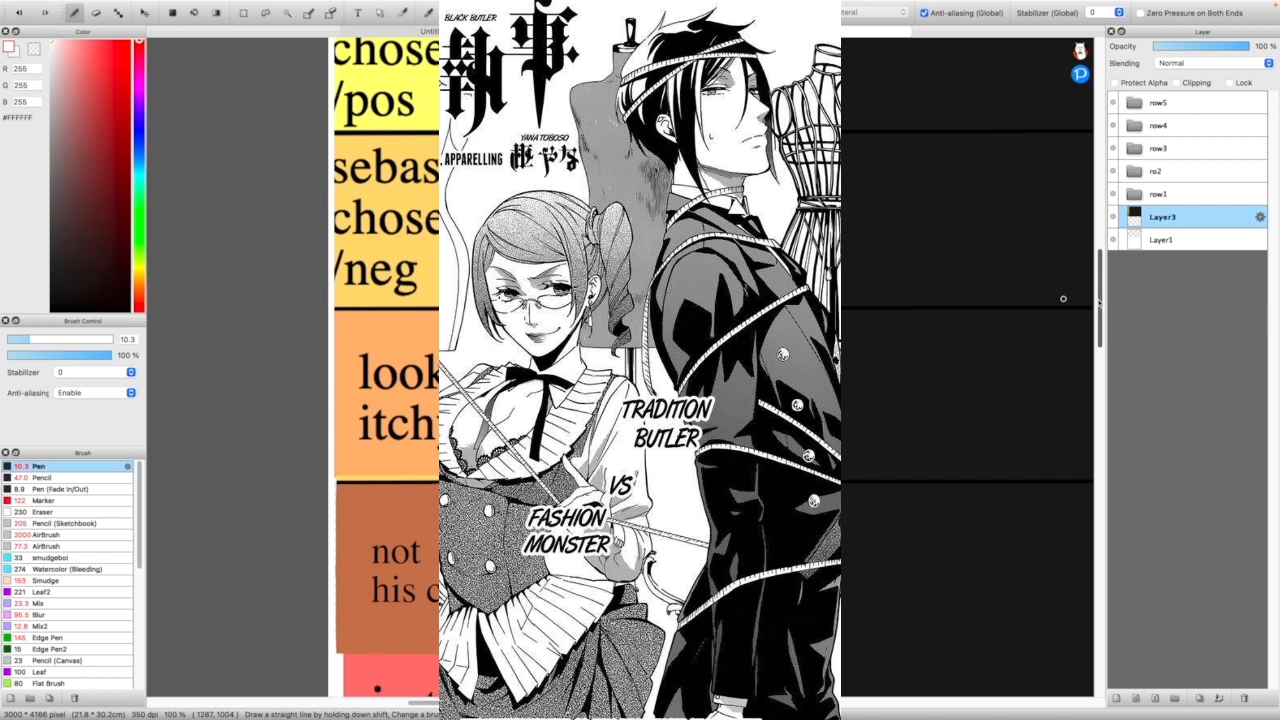 Color
R 255
G 255
B 255
#FFFFFF
Brush Control
10.3
100 %
Stabilizer 0
Anti-aliasing Enable
Brush
10.3 Pen
47.0 Pencil
8.9 Pen (Fade In/Out)
122 Marker
230 Eraser
205 Pencil (Sketchbook)
2000 AirBrush
77.3 AirBrush
33 smudgeboi
274 Watercolor (Bleeding)
153 Smudge
221 Leaf2
23.3 Mix
95.5 Blur
12.8 Mix2
145 Edge Pen
15 Edge Pen2
23 Pencil (Canvas)
100 Leaf
80 Flat Brush
3000 * 4166 pixel (21.8 * 30.2cm) 350 dpi 100 % ( 1287, 1004 ) Draw a straight line by holding down shift, Change a bru
Untitl
chose
/pos
sebas
chose
/neg
look
itch
not
his c
BLACK BUTLER
執事
YANA TOBOSO
APPARELLING
枢やな
TRADITION
BUTLER
VS
FASHION
MONSTER
teral
Anti-aliasing (Global)
Stabilizer (Global) 0
Zero Pressure on Both Ends
Layer
Opacity 100 %
Blending Normal
Protect Alpha Clipping Lock
row5
row4
row3
ro2
row1
Layer3
Layer1